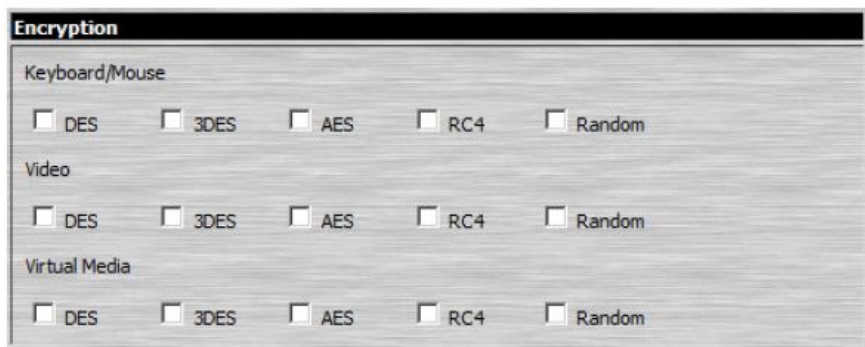 Encryption
Keyboard/Mouse
DES 3DES AES RC4 Random
Video
DES 3DES AES RC4 Random
Virtual Media
DES 3DES AES RC4 Random